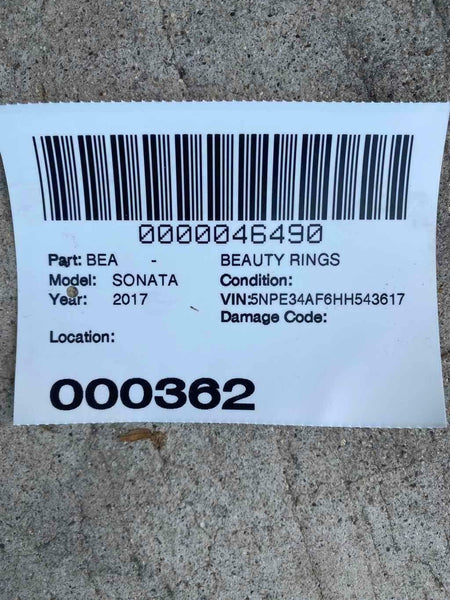 0000046490
Part: BEA - BEAUTY RINGS
Model: SONATA Condition:
Year: 2017 VIN:5NPE34AF6HH543617
Damage Code:
Location:
000362